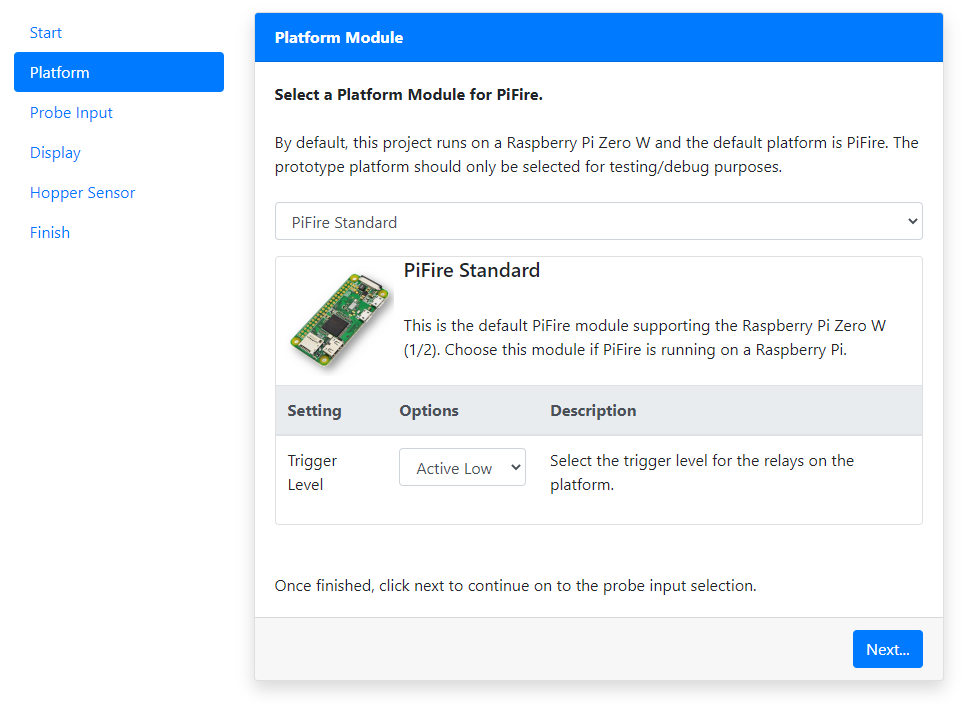 Start
Platform
Probe Input
Display
Hopper Sensor
Finish
Platform Module
Select a Platform Module for PiFire.
By default, this project runs on a Raspberry Pi Zero W and the default platform is PiFire. The
prototype platform should only be selected for testing/debug purposes.
PiFire Standard
PiFire Standard
This is the default PiFire module supporting the Raspberry Pi Zero W
(1/2). Choose this module if PiFire is running on a Raspberry Pi.
Setting Options Description
Trigger
Level
Active Low
Select the trigger level for the relays on the
platform.
Once finished, click next to continue on to the probe input selection.
Next...